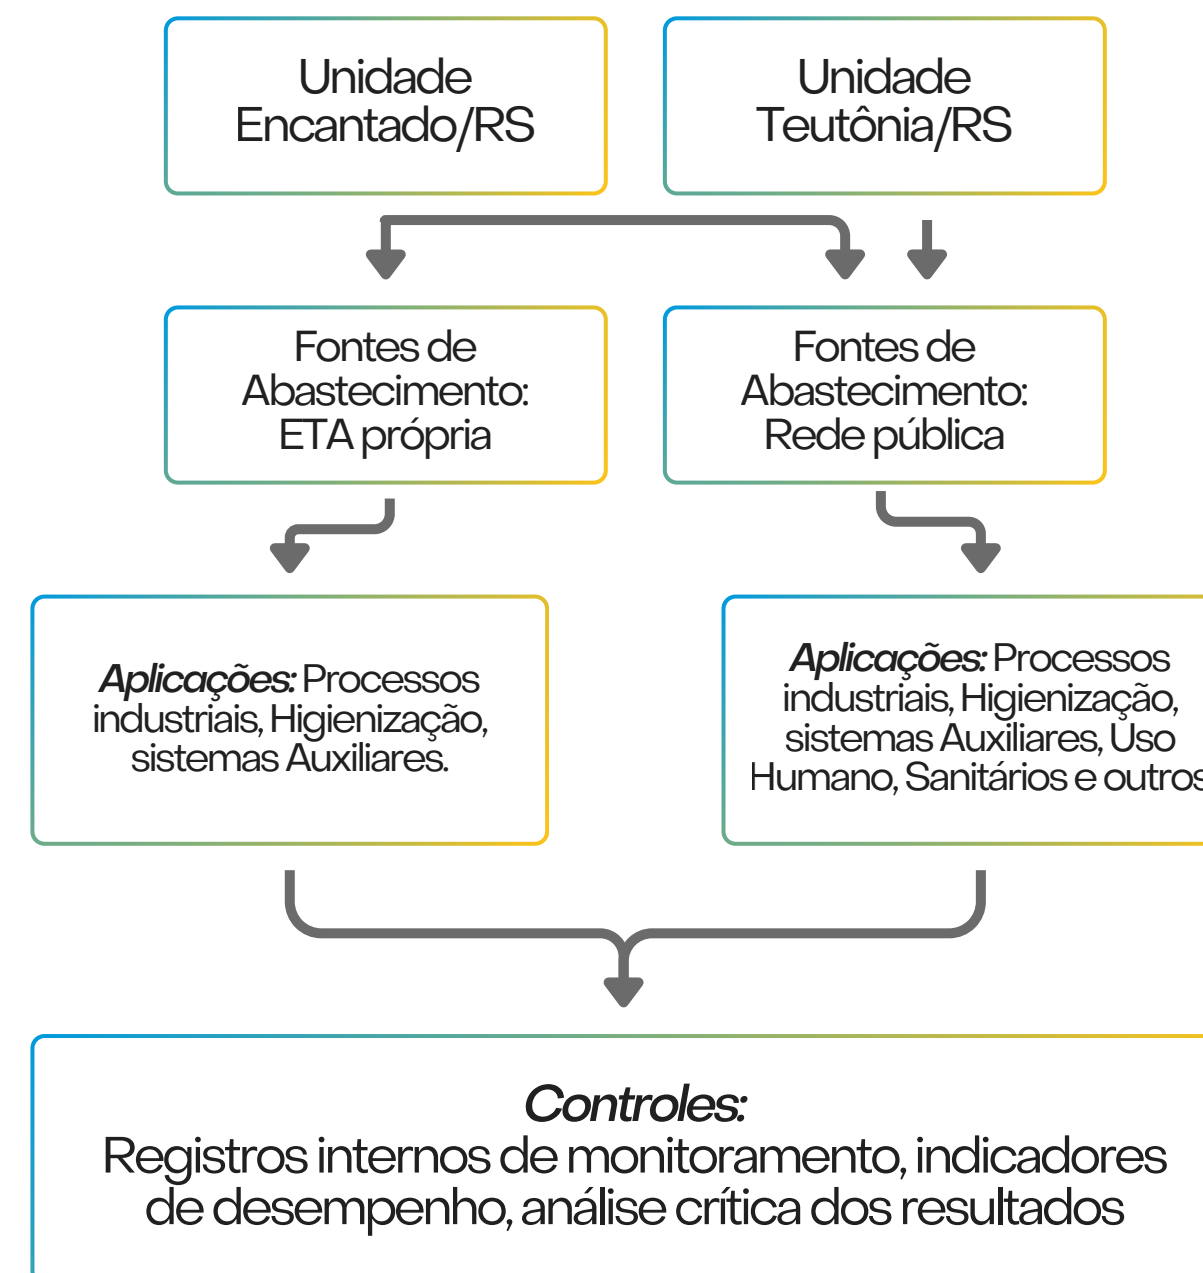 Unidade
Encantado/RS
Unidade
Teutônia/RS
Fontes de
Abastecimento:
ETA própria
Fontes de
Abastecimento:
Rede pública
Aplicações: Processos
industriais, Higienização,
sistemas Auxiliares.
Aplicações: Processos
industriais, Higienização,
sistemas Auxiliares, Uso
Humano, Sanitários e outros
Controles:
Registros internos de monitoramento, indicadores
de desempenho, análise crítica dos resultados